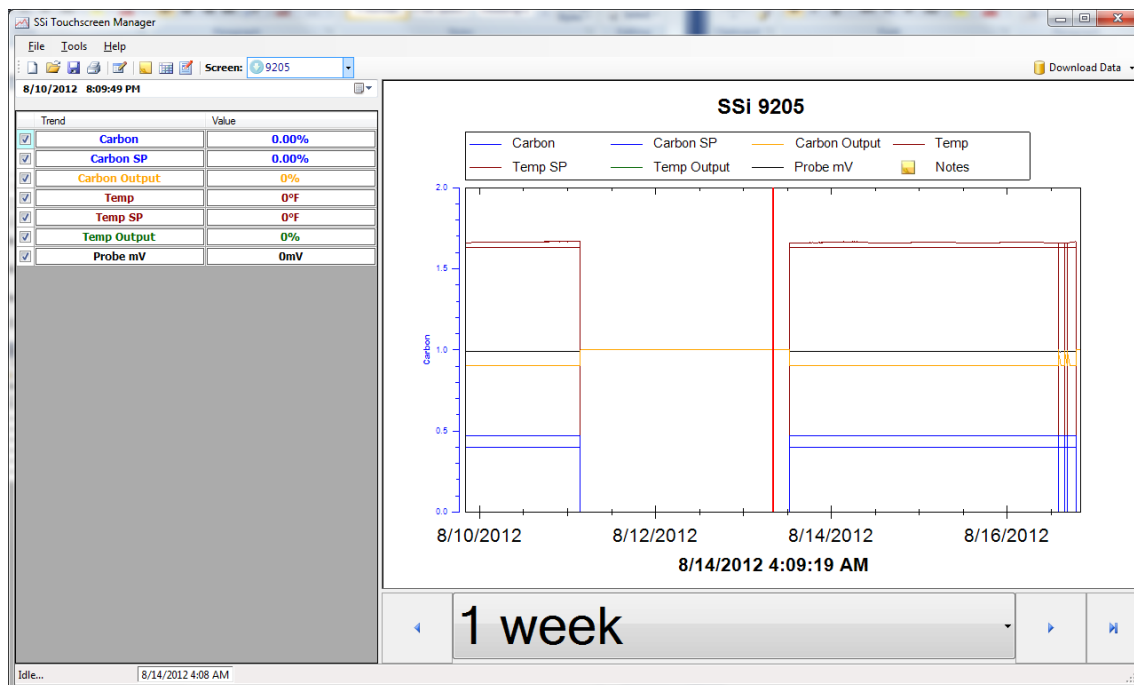 SSi Touchscreen Manager
File Tools Help
Screen: 9205 Download Data
8/10/2012 8:09:49 PM
Trend Value
Carbon 0.00%
Carbon SP 0.00%
Carbon Output 0%
Temp 0°F
Temp SP 0°F
Temp Output 0%
Probe mV 0mV
SSi 9205
Carbon Carbon SP Carbon Output Temp
Temp SP Temp Output Probe mV Notes
2.0
1.5
1.0
0.5
0.0
Carbon
8/10/2012 8/12/2012 8/14/2012 8/16/2012
8/14/2012 4:09:19 AM
1 week
Idle... 8/14/2012 4:08 AM